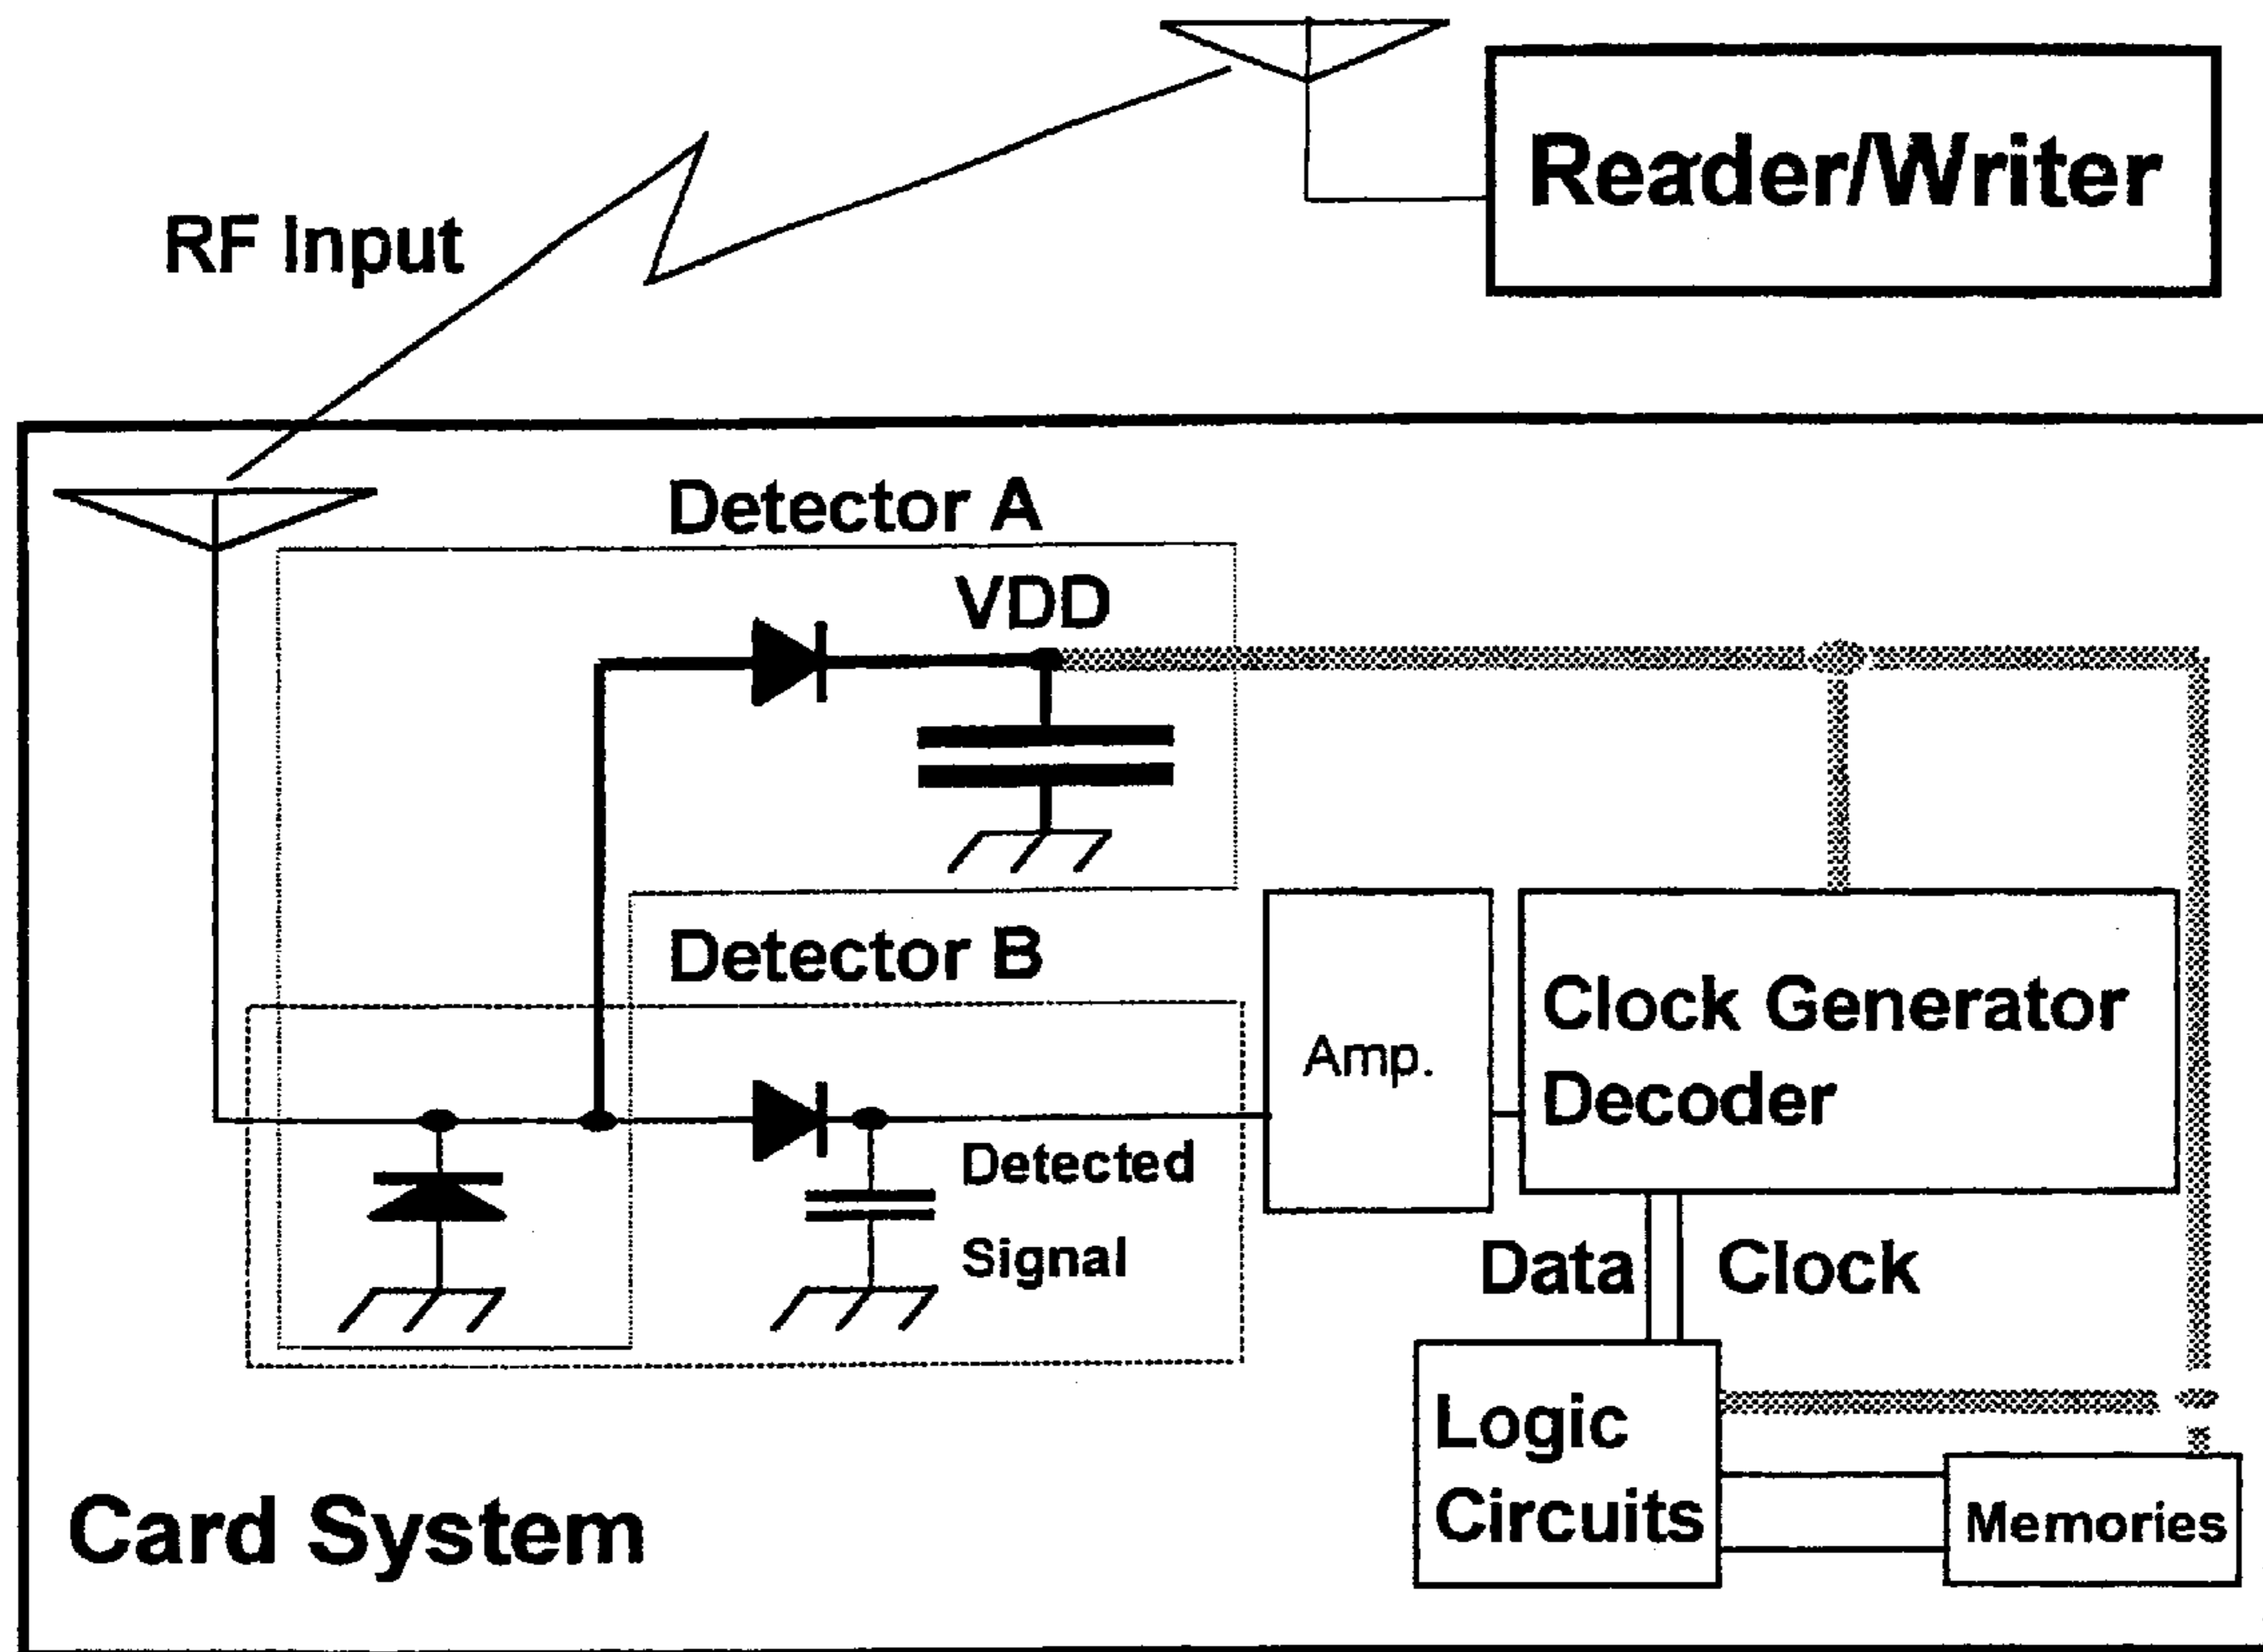 Reader/Writer
RF Input
Detector A
VDD
Detector B
Clock Generator
Decoder
Amp.
Detected
Signal
Data
Clock
Logic
Circuits
Memories
Card System